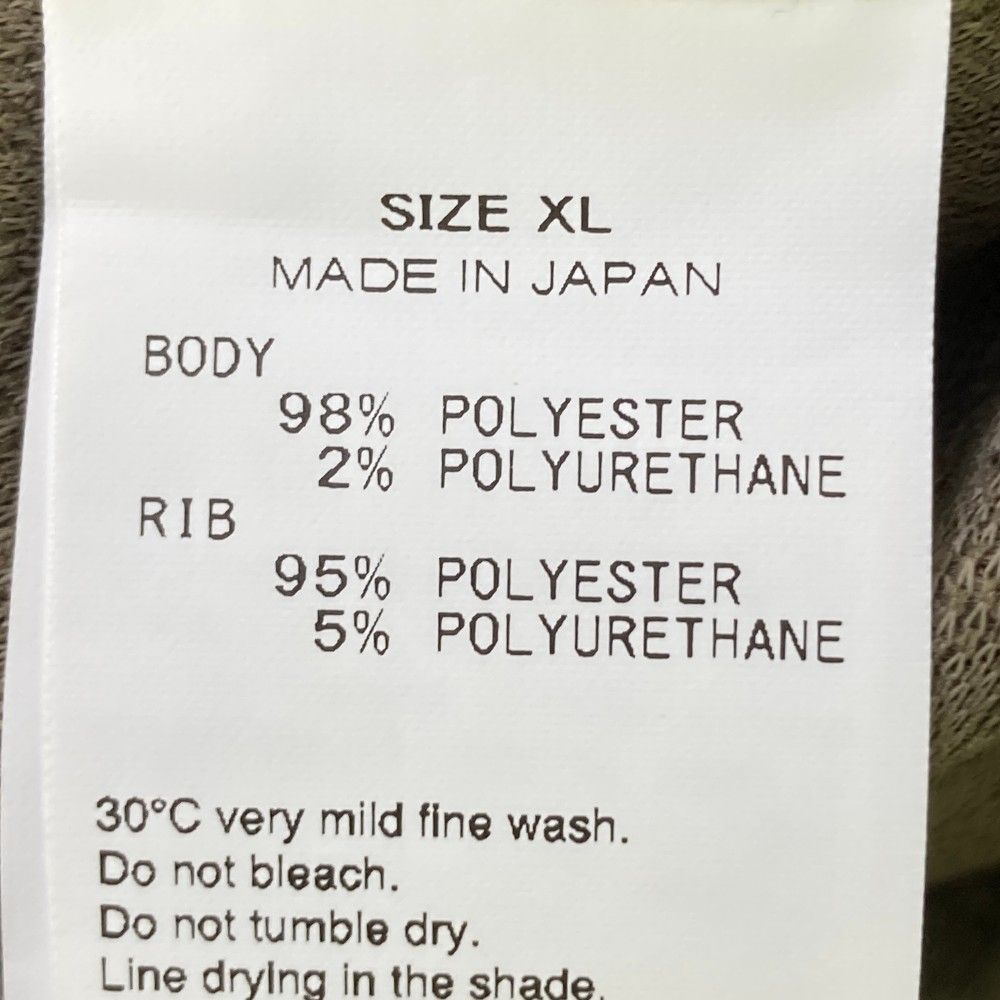 SIZE XL
MADE IN JAPAN
BODY
98% POLYESTER
2% POLYURETHANE
RIB
95% POLYESTER
5% POLYURETHANE
30°C very mild fine wash.
Do not bleach.
Do not tumble dry.
Line drying in the shade.